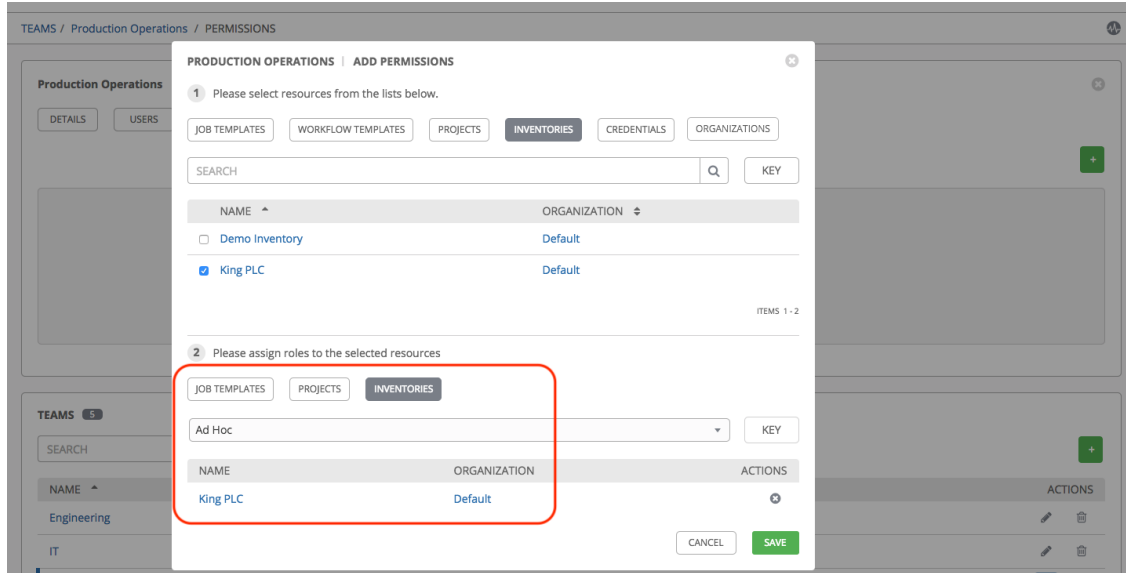 TEAMS / Production Operations / PERMISSIONS
Production Operations
DETAILS USERS
PRODUCTION OPERATIONS | ADD PERMISSIONS
1 Please select resources from the lists below.
JOB TEMPLATES WORKFLOW TEMPLATES PROJECTS INVENTORIES CREDENTIALS ORGANIZATIONS
SEARCH KEY
NAME ORGANIZATION
Demo Inventory Default
King PLC Default
ITEMS 1 - 2
2 Please assign roles to the selected resources
JOB TEMPLATES PROJECTS INVENTORIES
Ad Hoc KEY
NAME ORGANIZATION ACTIONS
King PLC Default
CANCEL SAVE
TEAMS 5
SEARCH
NAME ACTIONS
Engineering
IT